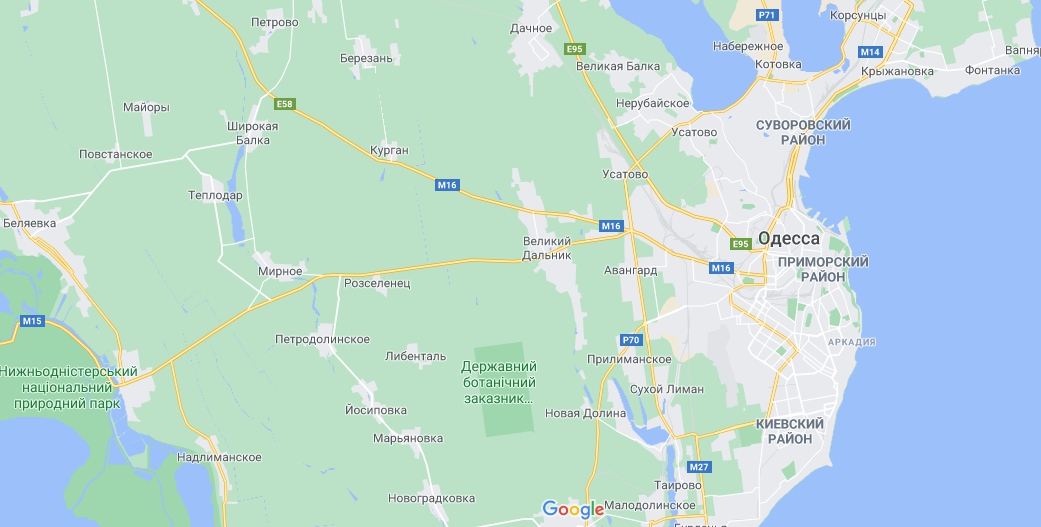 Петрово
Дачное
P71
Корсунцы
E95
Набережное
M14
Березань
Великая Балка
Котовка
Крыжановка
Фонтанка
E58
Майоры
Нерубайское
Широкая
Балка
Усатово
СУВОРОВСКИЙ
РАЙОН
Повстанское
Курган
Усатово
M16
Теплодар
Беляевка
M16
Великий
Дальник
E95
Одесса
Мирное
Авангард
M16
ПРИМОРСКИЙ
РАЙОН
Розселенец
M15
Петродолинское
P70
АРКАДИЯ
Либенталь
Прилиманское
Нижньодністерський
національний
природний парк
Державний
ботанічний
заказник...
Сухой Лиман
Йосиповка
Новая Долина
КИЕВСКИЙ
РАЙОН
Марьяновка
Надлиманское
M27
Таирово
Новоградковка
Google
Малодолинское